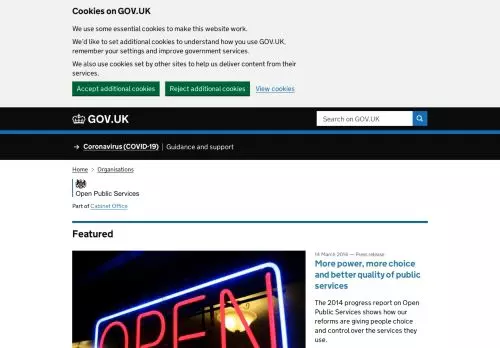 Cookies on GOV.UK
We use some essential cookies to make this website work.
We'd like to set additional cookies to understand how you use GOV.UK,
remember your settings and improve government services.
We also use cookies set by other sites to help us deliver content from their
services.
Accept additional cookies Reject additional cookies View cookies
GOV.UK Search on GOV.UK
→ Coronavirus (COVID-19) | Guidance and support
Home > Organisations
Open Public Services
Part of Cabinet Office
Featured
14 March 2014 — Press release
More power, more choice
and better quality of public
services
The 2014 progress report on Open
Public Services shows how our
reforms are giving people choice
and control over the services they
use.
OPEN